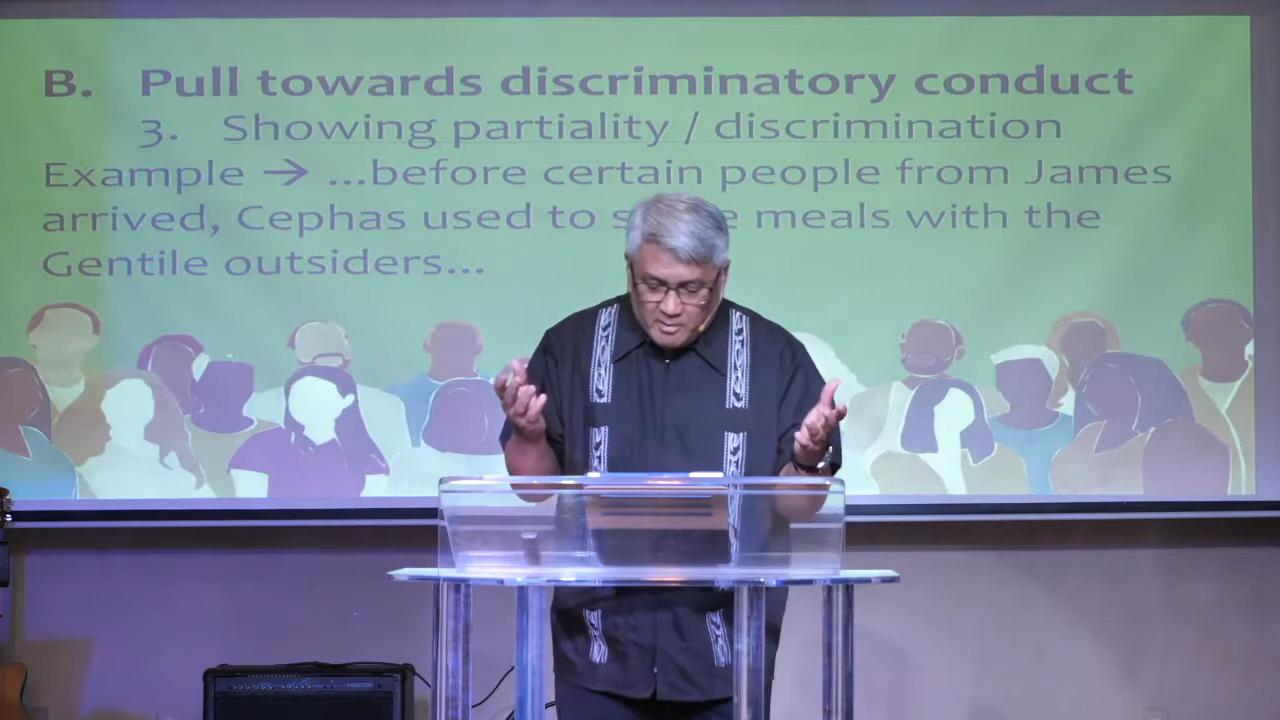 B. Pull towards discriminatory conduct
3. Showing partiality / discrimination
Example → ...before certain people from James
arrived, Cephas used to meals with the
Gentile outsiders...